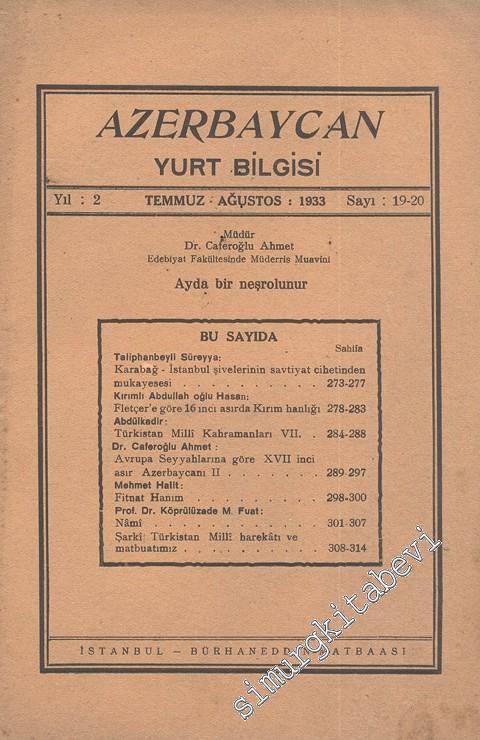 AZERBAYCAN
YURT BİLGİSİ
Yıl : 2 TEMMUZ - AĞUSTOS : 1933 Sayı : 19-20
Müdür
Dr. Caferoğlu Ahmet
Edebiyat Fakültesinde Müderris Muavini
Ayda bir neşrolunur
BU SAYIDA
Sahifa
Taliphanbeyli Süreyya:
Karabağ - İstanbul şivelerinin savtiyat cihetinden
mukayesesi . . . . . . . . . . 273-277
Kırımlı Abdullah oğlu Hasan:
Fletçer'e göre 16 ıncı asırda Kırım hanlığı 278-283
Abdülkadir:
Türkistan Millî Kahramanları VII. . 284-288
Dr. Caferoğlu Ahmet :
Avrupa Seyyahlarına göre XVII inci
asır Azerbaycanı II . . . . . . . 289-297
Mehmet Halit:
Fitnat Hanım . . . . . . . . . 298-300
Prof. Dr. Köprülüzade M. Fuat:
Nâmî . . . . . . . . . . . 301-307
Şarkî Türkistan Millî harekâtı ve
matbuatımız . . . . . . . . . 308-314
İSTANBUL — BÜRHANEDDİN MATBAASI
simurgkitabevi